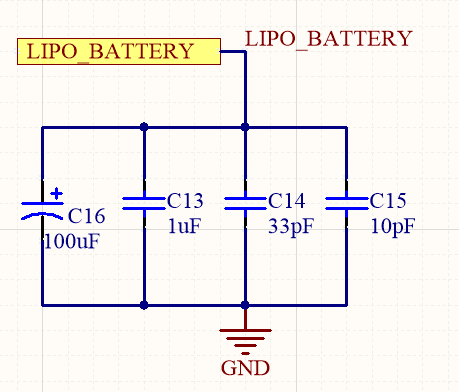 LIPO_BATTERY
LIPO_BATTERY
+
C16
100uF
C13
1uF
C14
33pF
C15
10pF
GND